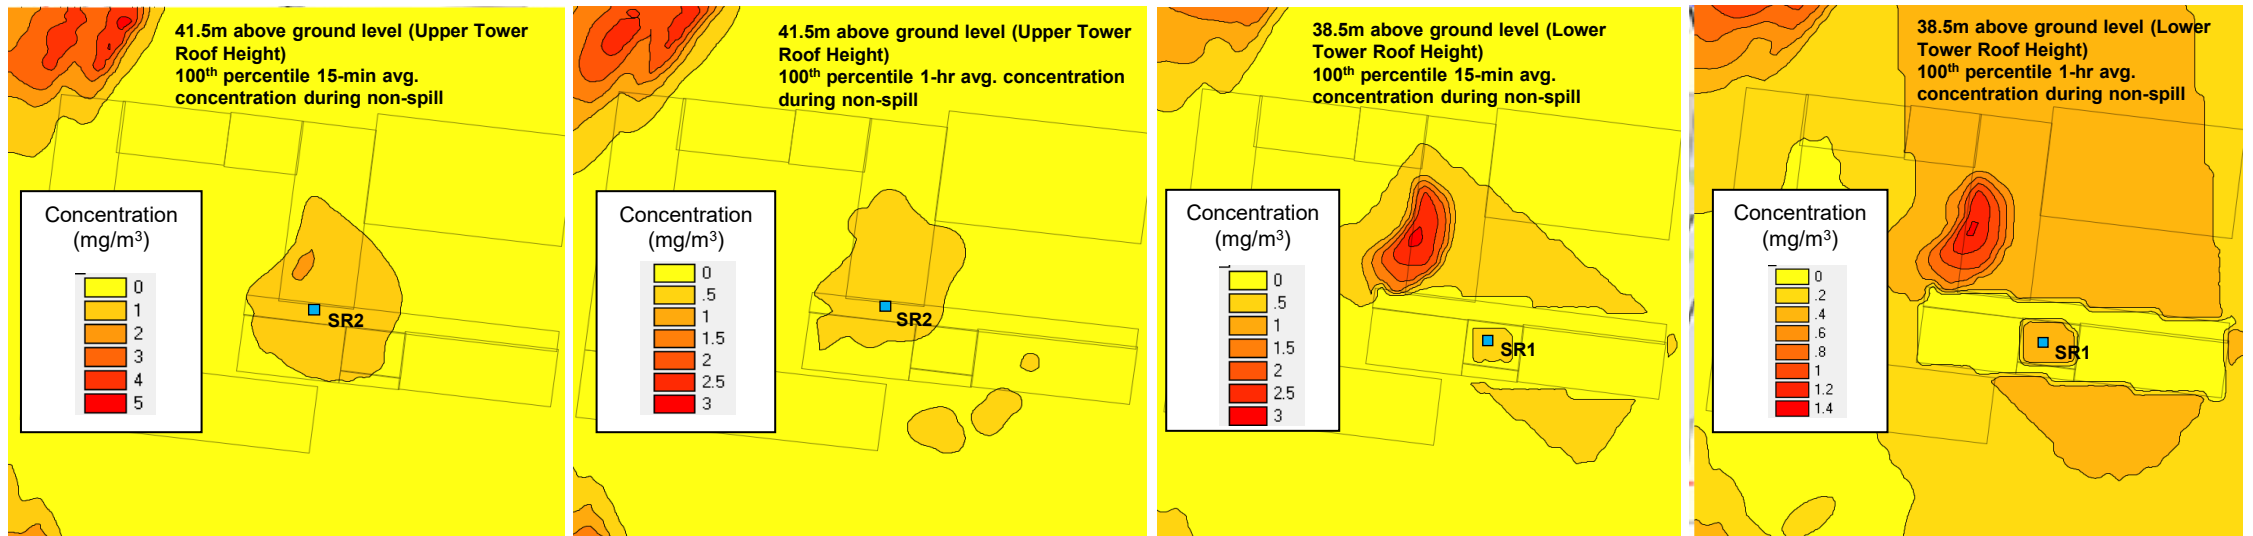 41.5m above ground level (Upper Tower
Roof Height)
100th percentile 15-min avg.
concentration during non-spill
Concentration
(mg/m3)
0
1
2
3
4
5
SR2
41.5m above ground level (Upper Tower
Roof Height)
100th percentile 1-hr avg. concentration
during non-spill
Concentration
(mg/m3)
0
.5
1
1.5
2
2.5
3
SR2
38.5m above ground level (Lower
Tower Roof Height)
100th percentile 15-min avg.
concentration during non-spill
Concentration
(mg/m3)
0
.5
1
1.5
2
2.5
3
SR1
38.5m above ground level (Lower
Tower Roof Height)
100th percentile 1-hr avg.
concentration during non-spill
Concentration
(mg/m3)
0
.2
.4
.6
.8
1
1.2
1.4
SR1